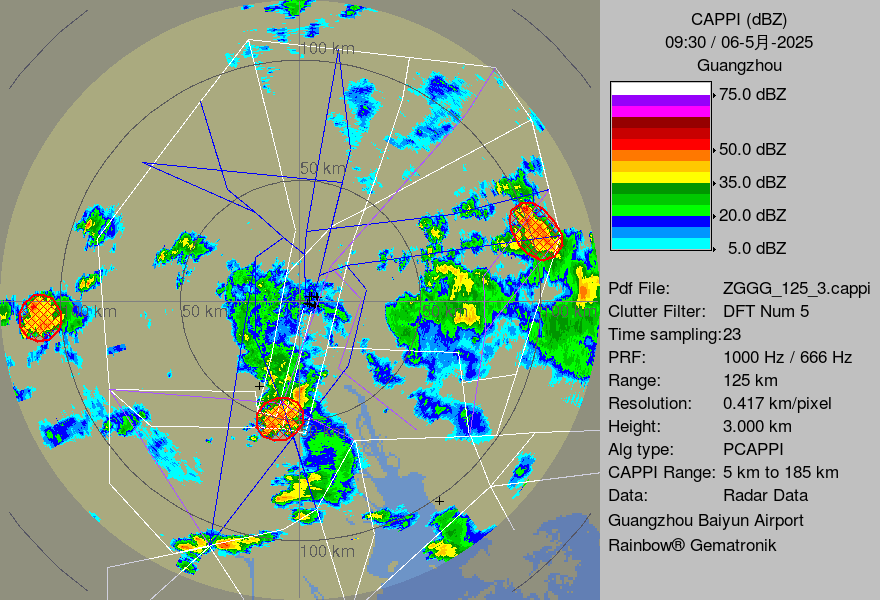 CAPPI (dBZ)
09:30 / 06-5月-2025
Guangzhou
75.0 dBZ
50.0 dBZ
35.0 dBZ
20.0 dBZ
5.0 dBZ
Pdf File: ZGGG_125_3.cappi
Clutter Filter: DFT Num 5
Time sampling:23
PRF: 1000 Hz / 666 Hz
Range: 125 km
Resolution: 0.417 km/pixel
Height: 3.000 km
Alg type: PCAPPI
CAPPI Range: 5 km to 185 km
Data: Radar Data
Guangzhou Baiyun Airport
Rainbow® Gematronik
100 km
50 km
50 km
km
100 km